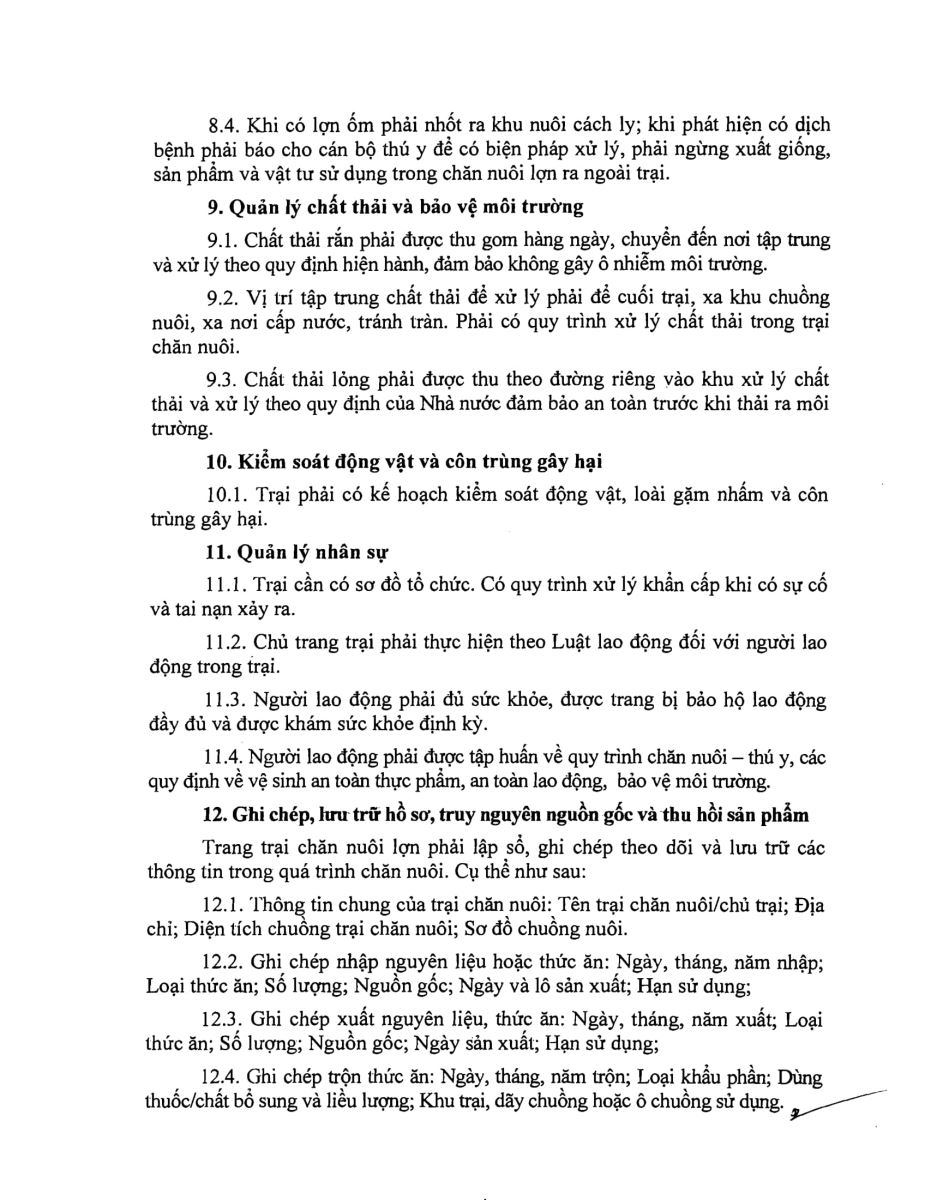 8.4. Khi có lợn ốm phải nhốt ra khu nuôi cách ly; khi phát hiện có dịch
bệnh phải báo cho cán bộ thú y để có biện pháp xử lý, phải ngừng xuất giống,
sản phẩm và vật tư sử dụng trong chăn nuôi lợn ra ngoài trại.
9. Quản lý chất thải và bảo vệ môi trường
9.1. Chất thải rắn phải được thu gom hàng ngày, chuyển đến nơi tập trung
và xử lý theo quy định hiện hành, đảm bảo không gây ô nhiễm môi trường.
9.2. Vị trí tập trung chất thải để xử lý phải để cuối trại, xa khu chuồng
nuôi, xa nơi cấp nước, tránh tràn. Phải có quy trình xử lý chất thải trong trại
chăn nuôi.
9.3. Chất thải lỏng phải được thu theo đường riêng vào khu xử lý chất
thải và xử lý theo quy định của Nhà nước đảm bảo an toàn trước khi thải ra môi
trường.
10. Kiểm soát động vật và côn trùng gây hại
10.1. Trại phải có kế hoạch kiểm soát động vật, loài gặm nhấm và côn
trùng gây hại.
11. Quản lý nhân sự
11.1. Trại cần có sơ đồ tổ chức. Có quy trình xử lý khẩn cấp khi có sự cố
và tai nạn xảy ra.
11.2. Chủ trang trại phải thực hiện theo Luật lao động đối với người lao
động trong trại.
11.3. Người lao động phải đủ sức khỏe, được trang bị bảo hộ lao động
đầy đủ và được khám sức khỏe định kỳ.
11.4. Người lao động phải được tập huấn về quy trình chăn nuôi – thú y, các
quy định về vệ sinh an toàn thực phẩm, an toàn lao động, bảo vệ môi trường.
12. Ghi chép, lưu trữ hồ sơ, truy nguyên nguồn gốc và thu hồi sản phẩm
Trang trại chăn nuôi lợn phải lập sổ, ghi chép theo dõi và lưu trữ các
thông tin trong quá trình chăn nuôi. Cụ thể như sau:
12.1. Thông tin chung của trại chăn nuôi: Tên trại chăn nuôi/chủ trại; Địa
chỉ; Diện tích chuồng trại chăn nuôi; Sơ đồ chuồng nuôi.
12.2. Ghi chép nhập nguyên liệu hoặc thức ăn: Ngày, tháng, năm nhập;
Loại thức ăn; Số lượng; Nguồn gốc; Ngày và lô sản xuất; Hạn sử dụng;
12.3. Ghi chép xuất nguyên liệu, thức ăn: Ngày, tháng, năm xuất; Loại
thức ăn; Số lượng; Nguồn gốc; Ngày sản xuất; Hạn sử dụng;
12.4. Ghi chép trộn thức ăn: Ngày, tháng, năm trộn; Loại khẩu phần; Dùng
thuốc/chất bổ sung và liều lượng; Khu trại, dãy chuồng hoặc ô chuồng sử dụng.